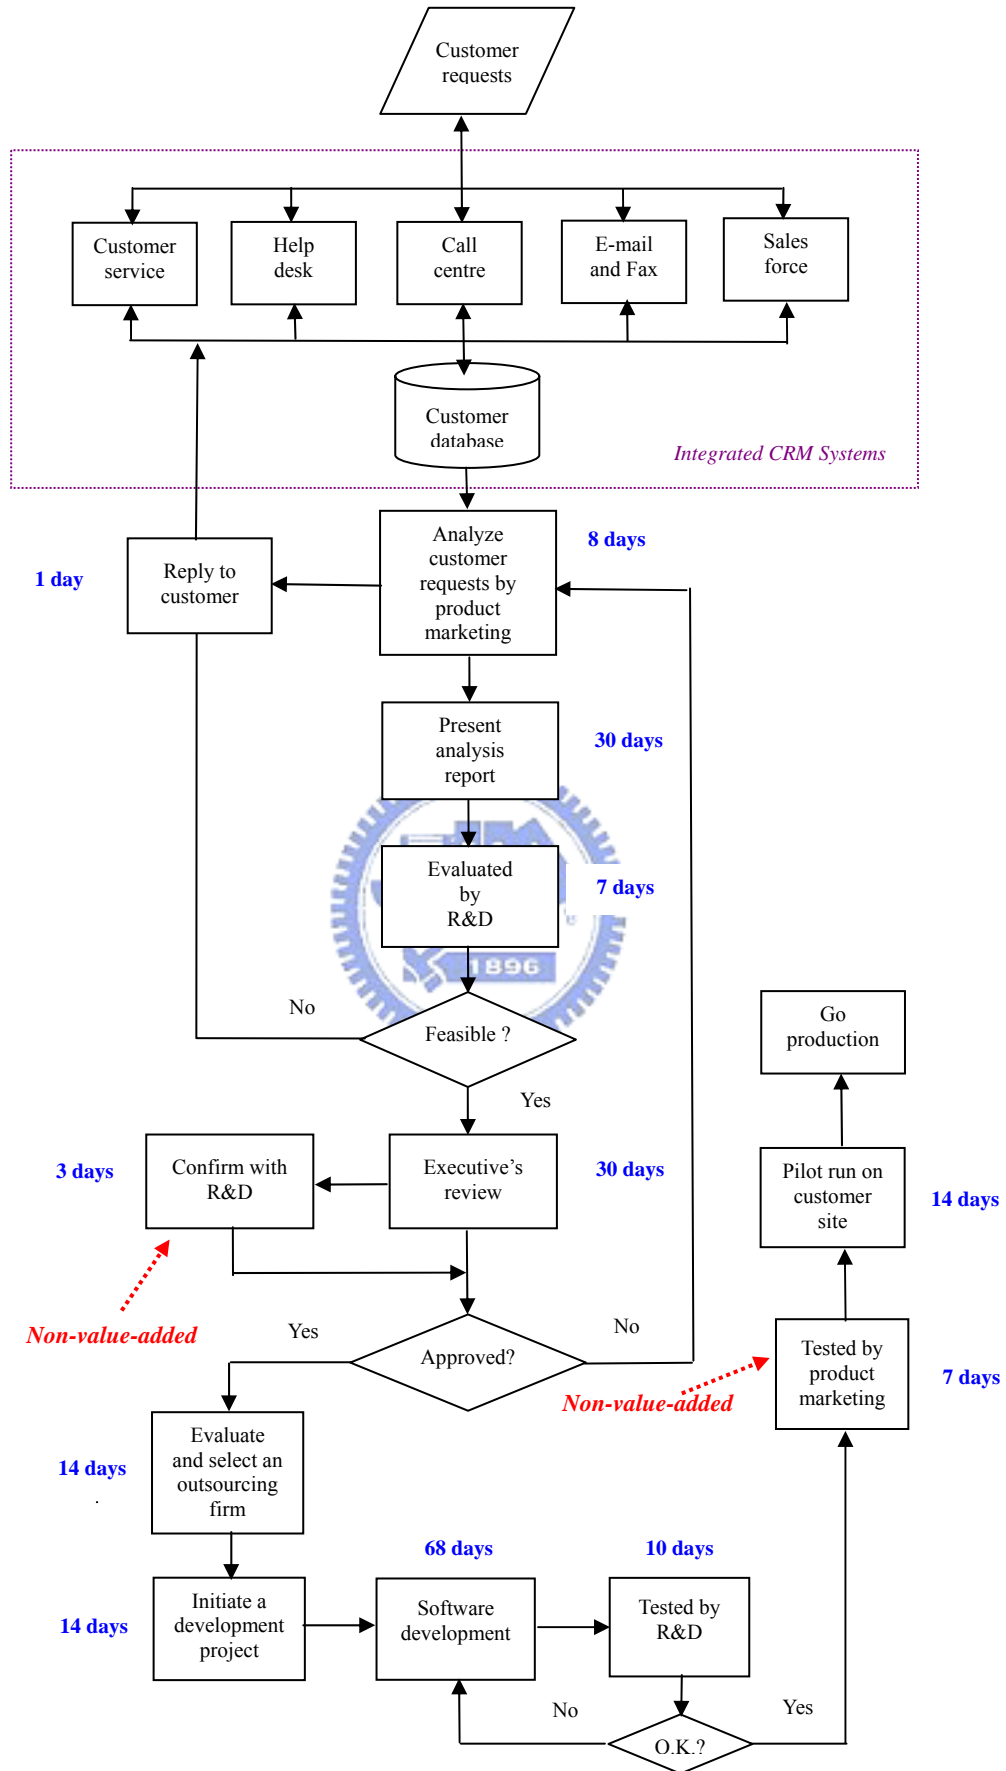 Customer
requests
Customer
service
Help
desk
Call
centre
E-mail
and Fax
Sales
force
Customer
database
Integrated CRM Systems
Analyze
customer
requests by
product
marketing
8 days
1 day
Reply to
customer
Present
analysis
report
30 days
Evaluated
by
R&D
7 days
1896
No
Feasible ?
Yes
Go
production
3 days
Confirm with
R&D
Executive's
review
30 days
Pilot run on
customer
site
14 days
Non-value-added
Yes
Approved?
No
Tested by
product
marketing
7 days
Non-value-added
14 days
.
Evaluate
and select an
outsourcing
firm
68 days
10 days
14 days
Initiate a
development
project
Software
development
Tested by
R&D
No
Yes
O.K.?